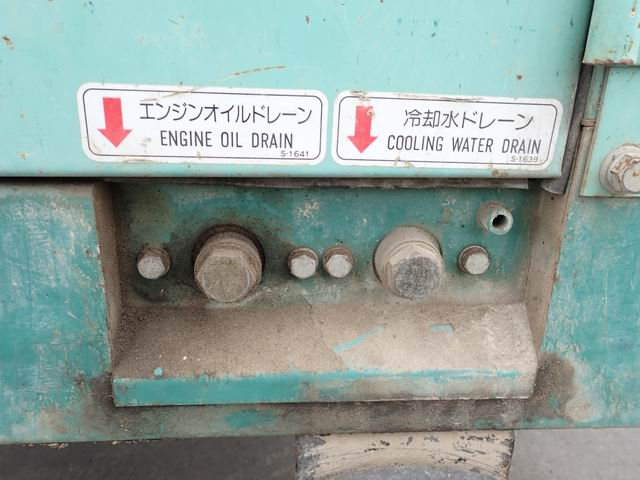 エンジンオイルドレーン
ENGINE OIL DRAIN
S-1641
冷却水ドレーン
COOLING WATER DRAIN
S-1639